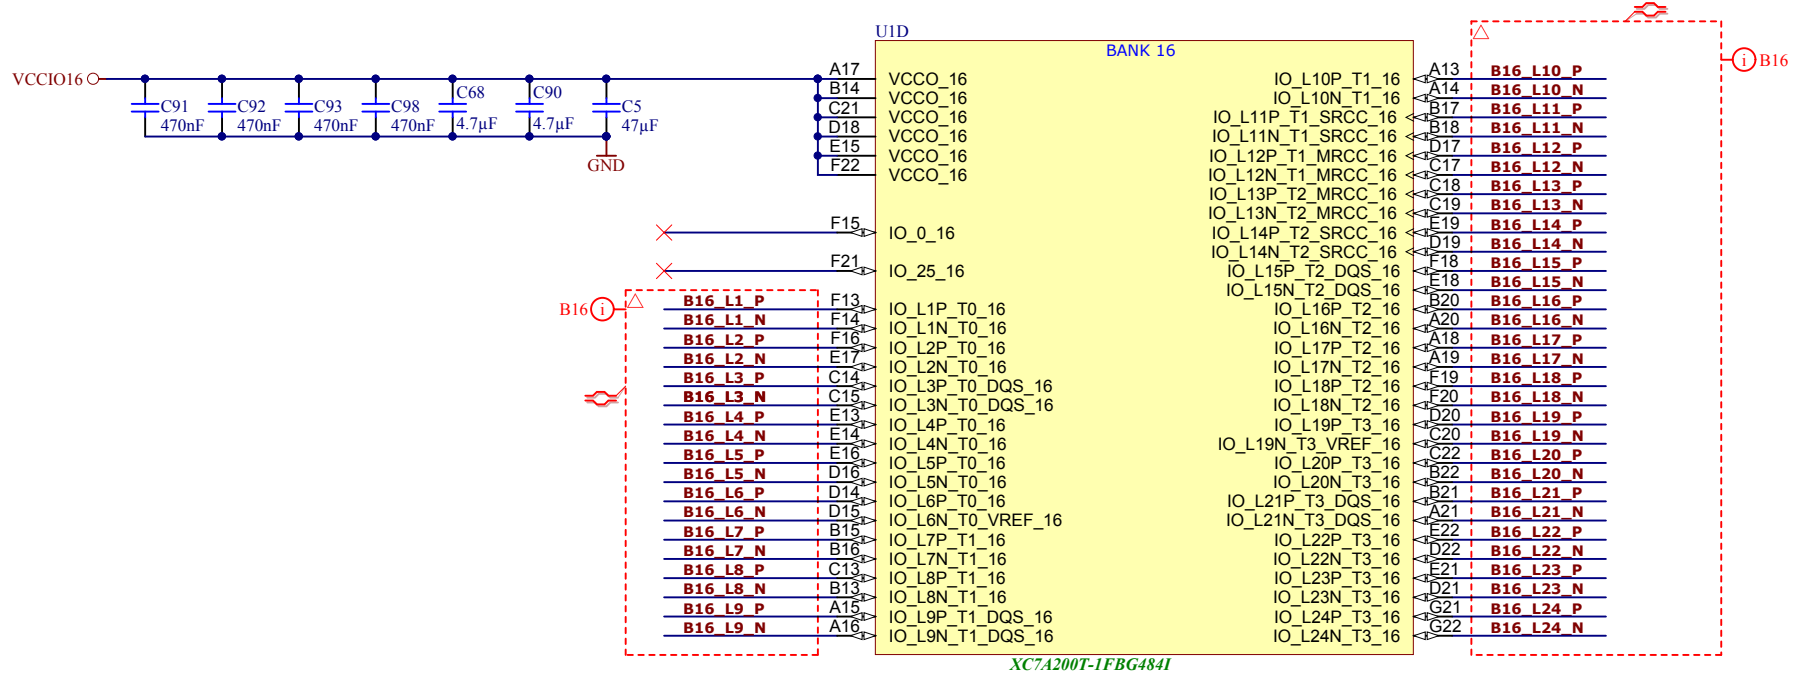 U1D
BANK 16
VCCIO16
C91
470nF
C92
470nF
C93
470nF
C98
470nF
C68
4.7µF
C90
4.7µF
C5
47µF
GND
A17 VCCO_16
B14 VCCO_16
C21 VCCO_16
D18 VCCO_16
E15 VCCO_16
F22 VCCO_16
F15 IO_0_16
F21 IO_25_16
B16 i
B16_L1_P F13 IO_L1P_T0_16
B16_L1_N F14 IO_L1N_T0_16
B16_L2_P F16 IO_L2P_T0_16
B16_L2_N E17 IO_L2N_T0_16
B16_L3_P C14 IO_L3P_T0_DQS_16
B16_L3_N C15 IO_L3N_T0_DQS_16
B16_L4_P E13 IO_L4P_T0_16
B16_L4_N E14 IO_L4N_T0_16
B16_L5_P E16 IO_L5P_T0_16
B16_L5_N D16 IO_L5N_T0_16
B16_L6_P D14 IO_L6P_T0_16
B16_L6_N D15 IO_L6N_T0_VREF_16
B16_L7_P B15 IO_L7P_T1_16
B16_L7_N B16 IO_L7N_T1_16
B16_L8_P C13 IO_L8P_T1_16
B16_L8_N B13 IO_L8N_T1_16
B16_L9_P A15 IO_L9P_T1_DQS_16
B16_L9_N A16 IO_L9N_T1_DQS_16
i B16
IO_L10P_T1_16 A13 B16_L10_P
IO_L10N_T1_16 A14 B16_L10_N
IO_L11P_T1_SRCC_16 B17 B16_L11_P
IO_L11N_T1_SRCC_16 B18 B16_L11_N
IO_L12P_T1_MRCC_16 D17 B16_L12_P
IO_L12N_T1_MRCC_16 C17 B16_L12_N
IO_L13P_T2_MRCC_16 C18 B16_L13_P
IO_L13N_T2_MRCC_16 C19 B16_L13_N
IO_L14P_T2_SRCC_16 E19 B16_L14_P
IO_L14N_T2_SRCC_16 D19 B16_L14_N
IO_L15P_T2_DQS_16 F18 B16_L15_P
IO_L15N_T2_DQS_16 E18 B16_L15_N
IO_L16P_T2_16 B20 B16_L16_P
IO_L16N_T2_16 A20 B16_L16_N
IO_L17P_T2_16 A18 B16_L17_P
IO_L17N_T2_16 A19 B16_L17_N
IO_L18P_T2_16 F19 B16_L18_P
IO_L18N_T2_16 F20 B16_L18_N
IO_L19P_T3_16 D20 B16_L19_P
IO_L19N_T3_VREF_16 C20 B16_L19_N
IO_L20P_T3_16 C22 B16_L20_P
IO_L20N_T3_16 B22 B16_L20_N
IO_L21P_T3_DQS_16 B21 B16_L21_P
IO_L21N_T3_DQS_16 A21 B16_L21_N
IO_L22P_T3_16 E22 B16_L22_P
IO_L22N_T3_16 D22 B16_L22_N
IO_L23P_T3_16 E21 B16_L23_P
IO_L23N_T3_16 D21 B16_L23_N
IO_L24P_T3_16 G21 B16_L24_P
IO_L24N_T3_16 G22 B16_L24_N
XC7A200T-1FBG484I